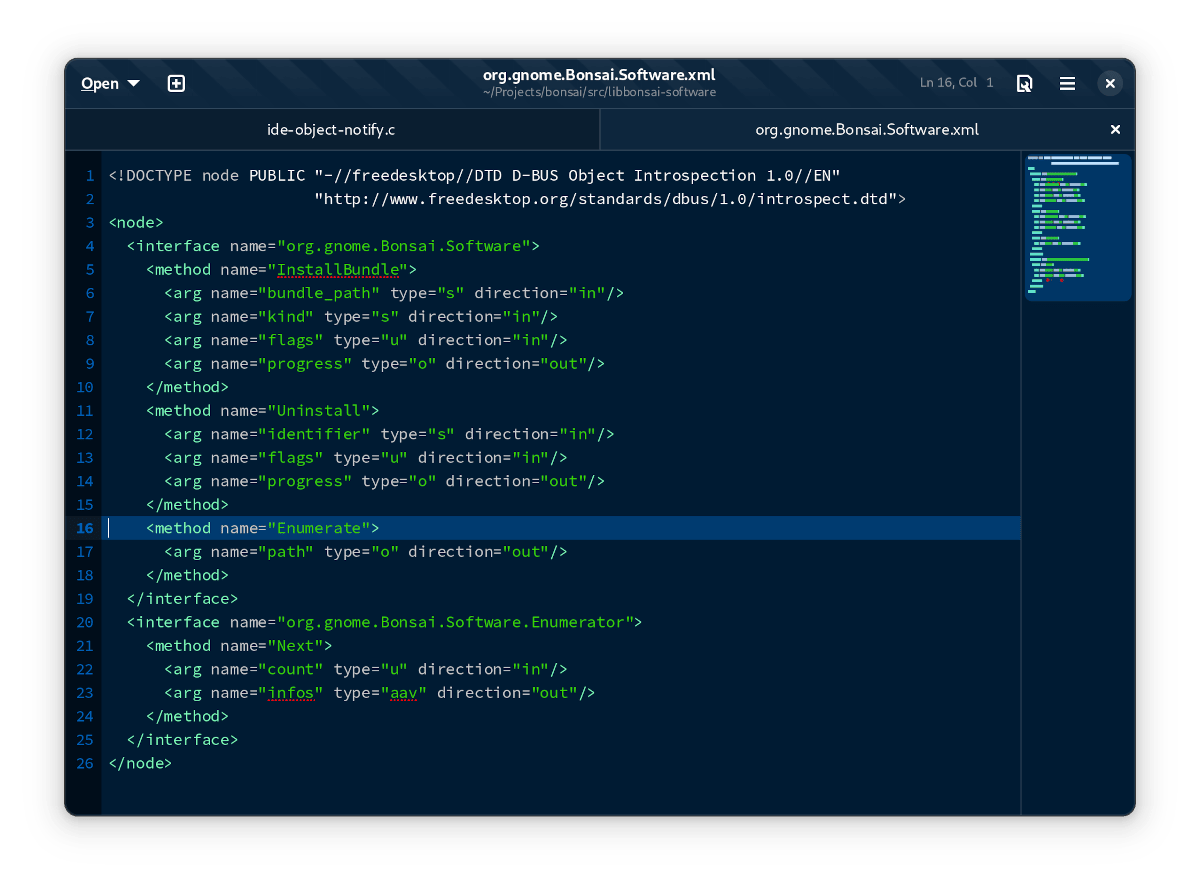 Open
org.gnome.Bonsai.Software.xml
~/Projects/bonsai/src/libbonsai-software
Ln 16, Col 1
ide-object-notify.c
org.gnome.Bonsai.Software.xml
1 <!DOCTYPE node PUBLIC "-//freedesktop//DTD D-BUS Object Introspection 1.0//EN"
2                       "http://www.freedesktop.org/standards/dbus/1.0/introspect.dtd">
3 <node>
4   <interface name="org.gnome.Bonsai.Software">
5     <method name="InstallBundle">
6       <arg name="bundle_path" type="s" direction="in"/>
7       <arg name="kind" type="s" direction="in"/>
8       <arg name="flags" type="u" direction="in"/>
9       <arg name="progress" type="o" direction="out"/>
10     </method>
11     <method name="Uninstall">
12       <arg name="identifier" type="s" direction="in"/>
13       <arg name="flags" type="u" direction="in"/>
14       <arg name="progress" type="o" direction="out"/>
15     </method>
16     <method name="Enumerate">
17       <arg name="path" type="o" direction="out"/>
18     </method>
19   </interface>
20   <interface name="org.gnome.Bonsai.Software.Enumerator">
21     <method name="Next">
22       <arg name="count" type="u" direction="in"/>
23       <arg name="infos" type="aav" direction="out"/>
24     </method>
25   </interface>
26 </node>